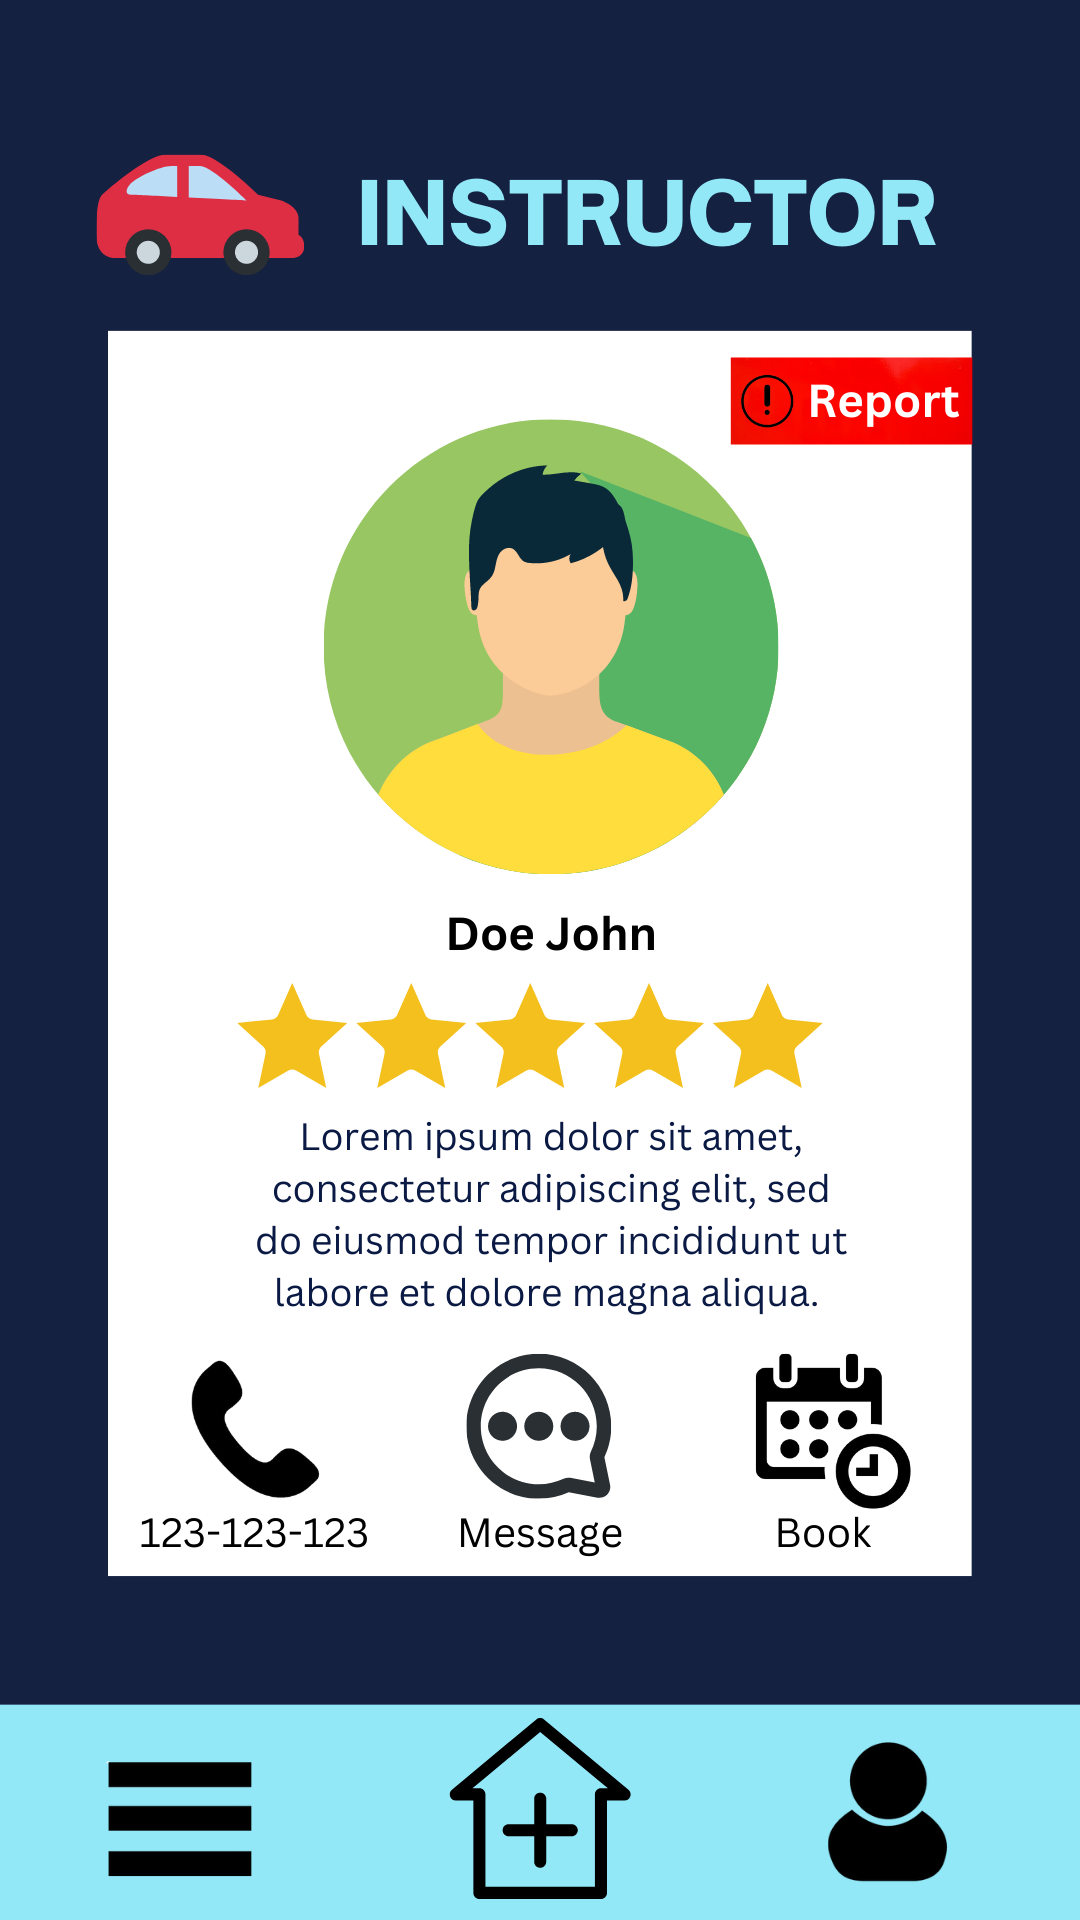 INSTRUCTOR
Report
Doe John
Lorem ipsum dolor sit amet,
consectetur adipiscing elit, sed
do eiusmod tempor incididunt ut
labore et dolore magna aliqua.
123-123-123
Message
Book